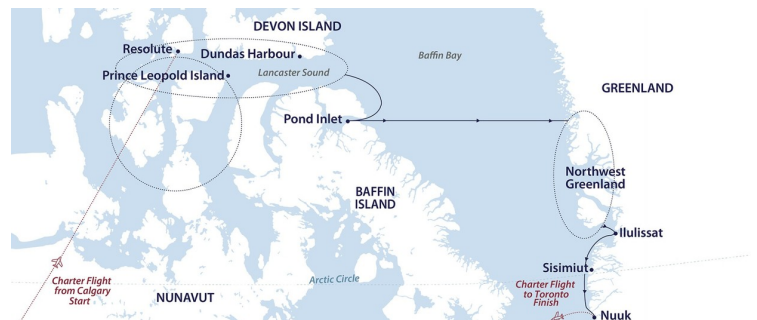 DEVON ISLAND
Resolute
Dundas Harbour
Baffin Bay
Prince Leopold Island
Lancaster Sound
GREENLAND
Pond Inlet
Northwest
Greenland
BAFFIN
ISLAND
Ilulissat
Sisimiut
Arctic Circle
Charter Flight
from Calgary
Start
Charter Flight
to Toronto
Finish
NUNAVUT
Nuuk